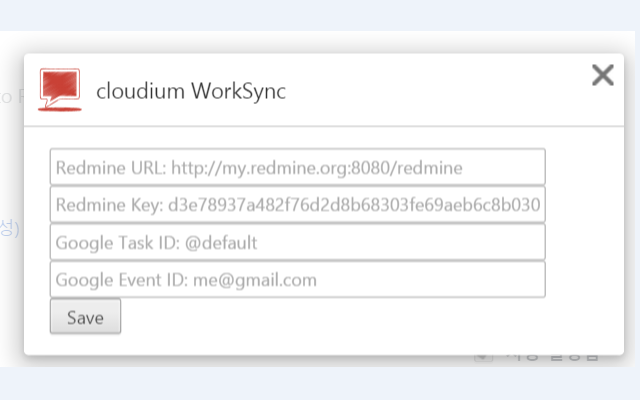 cloudium WorkSync
Redmine URL: http://my.redmine.org:8080/redmine
Redmine Key: d3e78937a482f76d2d8b68303fe69aeb6c8b030
Google Task ID: @default
Google Event ID: me@gmail.com
성)
Save